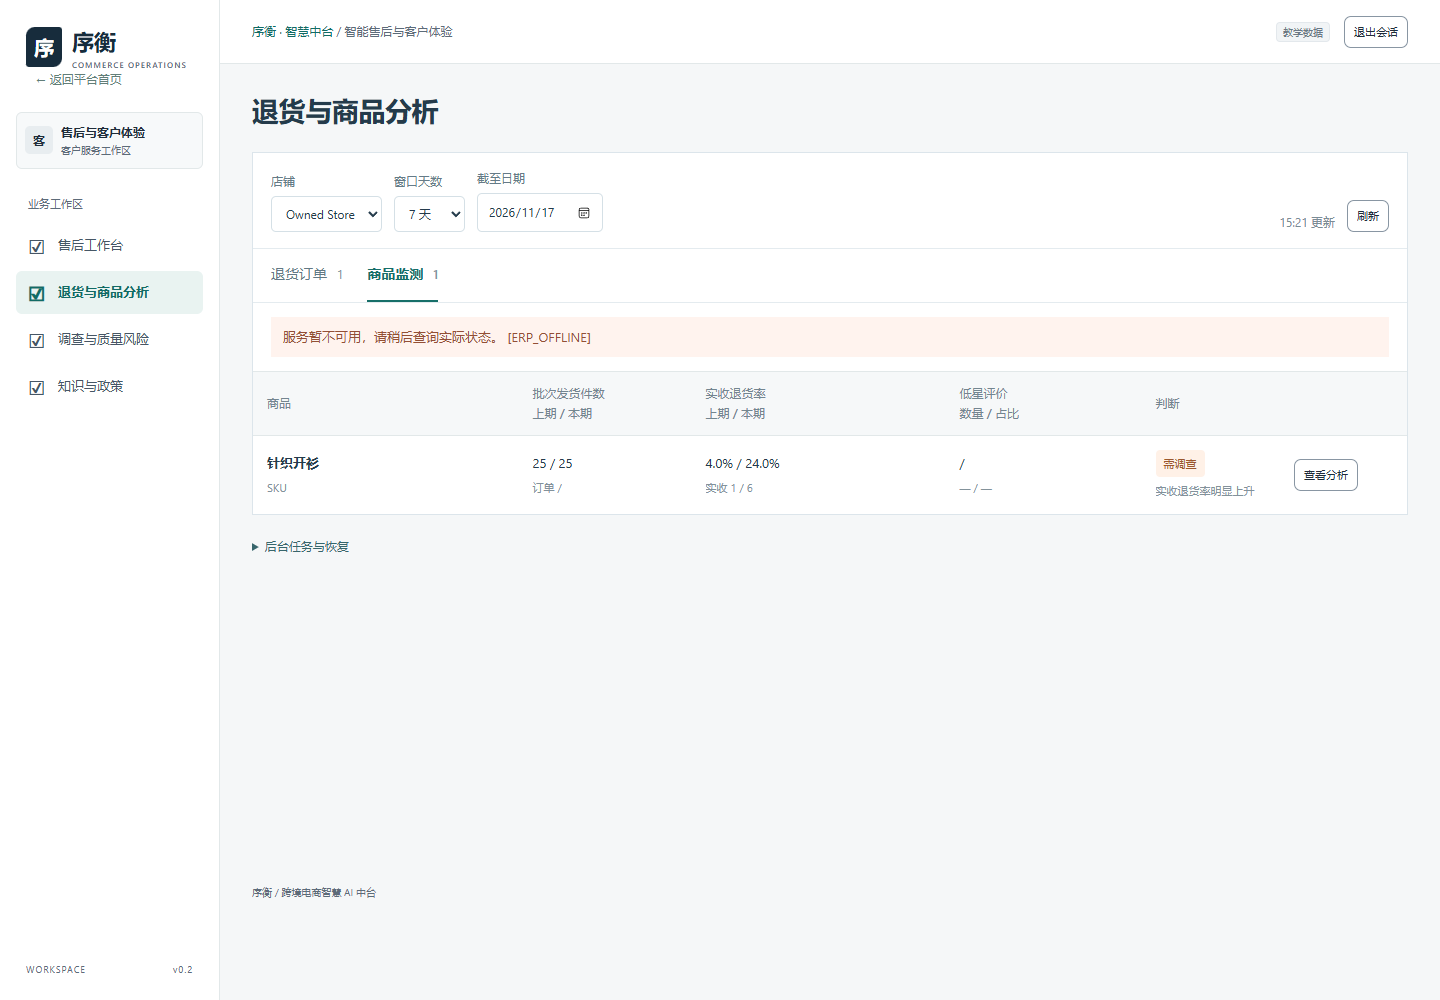 序 序衡
COMMERCE OPERATIONS
← 返回平台首页
客 售后与客户体验
客户服务工作区
业务工作区
售后工作台
退货与商品分析
调查与质量风险
知识与政策
WORKSPACE v0.2
序衡 · 智慧中台 / 智能售后与客户体验
教学数据 退出会话
退货与商品分析
店铺 窗口天数 截至日期
Owned Store 7 天 2026/11/17
15:21 更新 刷新
退货订单 1 商品监测 1
服务暂不可用，请稍后查询实际状态。 [ERP_OFFLINE]
商品 批次发货件数 上期 / 本期 实收退货率 上期 / 本期 低星评价 数量 / 占比 判断
针织开衫 25 / 25 4.0% / 24.0% / 需调查 查看分析
SKU 订单 / 实收 1 / 6 — / — 实收退货率明显上升
后台任务与恢复
序衡 / 跨境电商智慧 AI 中台